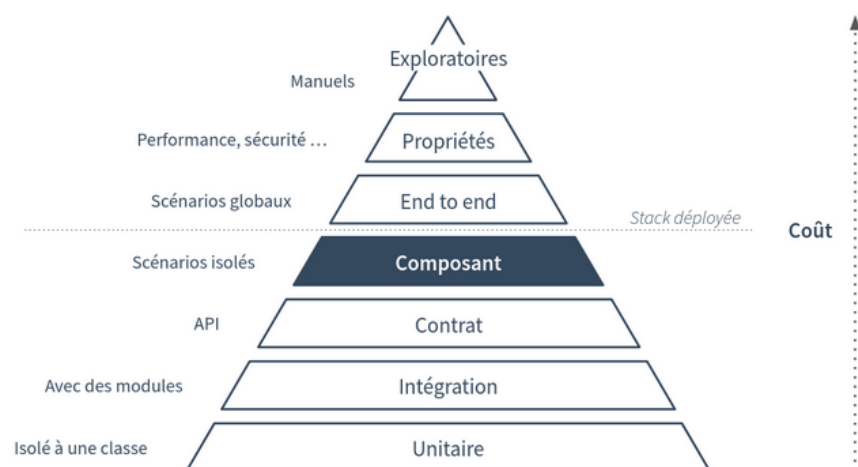 Exploratoires
Manuels
Performance, sécurité ...
Propriétés
Scénarios globaux
End to end
Stack déployée
Coût
Scénarios isolés
Composant
API
Contrat
Avec des modules
Intégration
Isolé à une classe
Unitaire